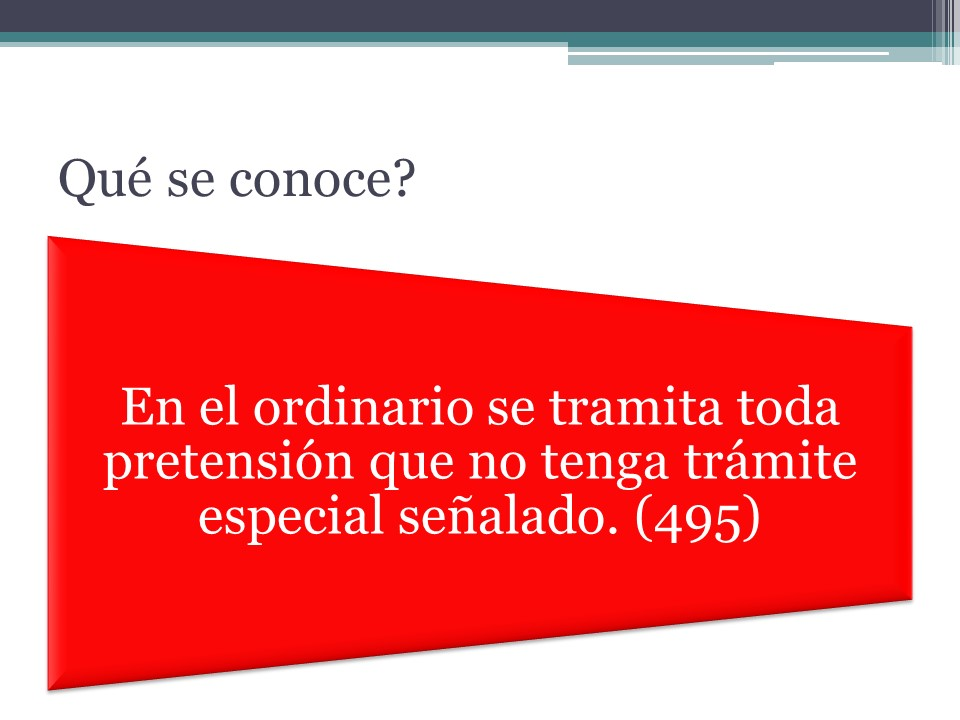 Qué se conoce?
En el ordinario se tramita toda
pretensión que no tenga trámite
especial señalado. (495)